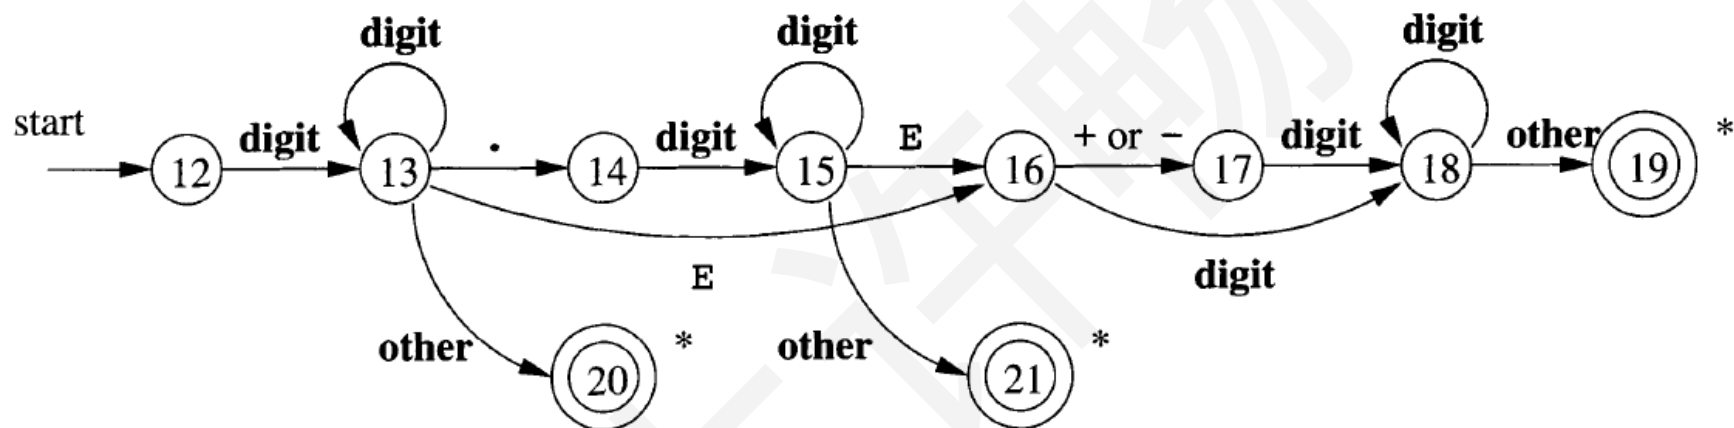 digit digit digit
start digit . digit E + or - digit other *
12 13 14 15 16 17 18 19
E digit
other * other *
20 21